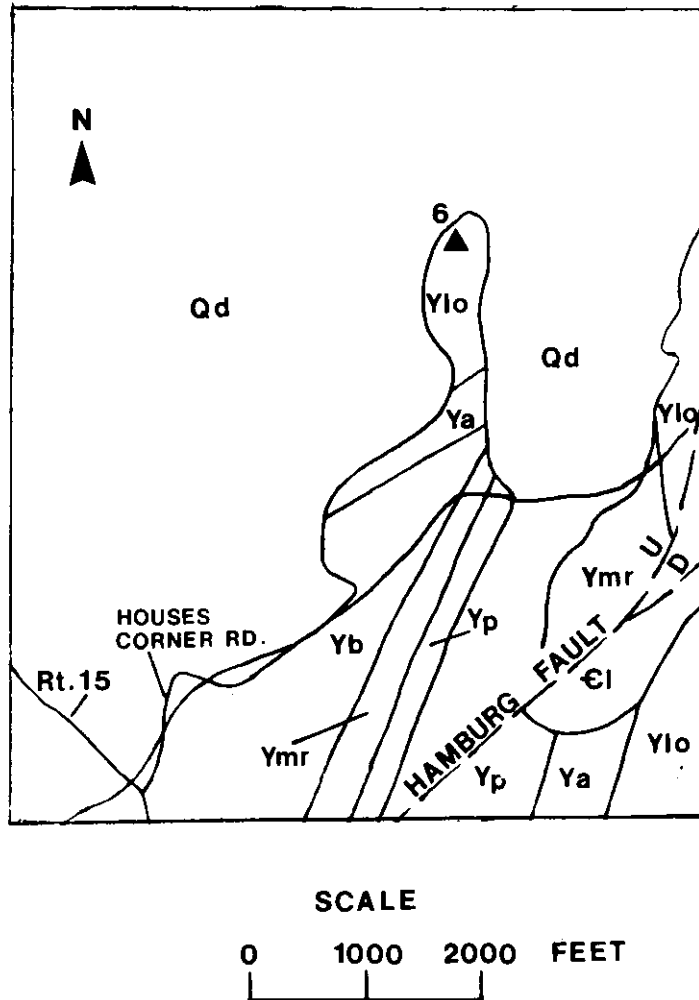 N
6
Qd
Ylo
Qd
Ya
Ylo
U
D
Ymr
HOUSES
CORNER RD.
Yb
Yp
HAMBURG FAULT
Єl
Rt.15
Ymr
Yp
Ya
Ylo
SCALE
0 1000 2000 FEET